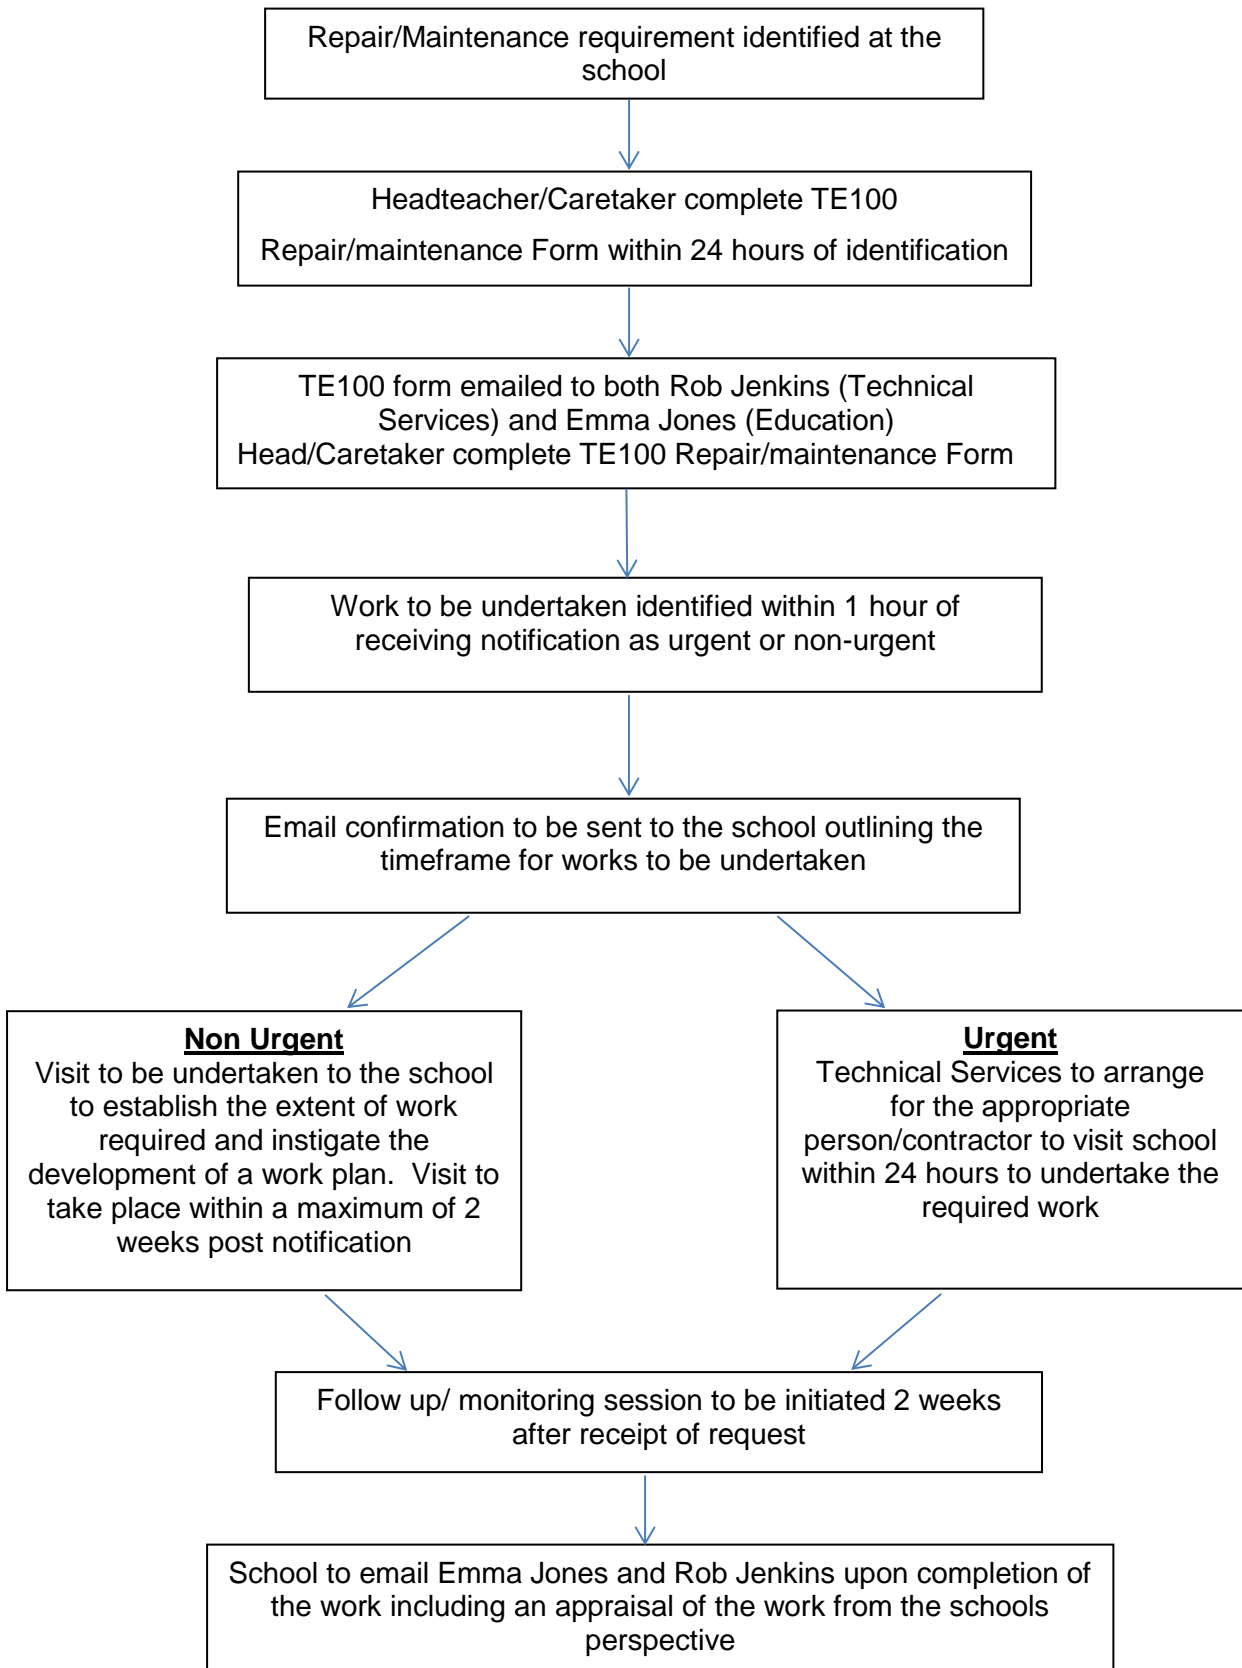 Repair/Maintenance requirement identified at the
school
Headteacher/Caretaker complete TE100
Repair/maintenance Form within 24 hours of identification
TE100 form emailed to both Rob Jenkins (Technical
Services) and Emma Jones (Education)
Head/Caretaker complete TE100 Repair/maintenance Form
Work to be undertaken identified within 1 hour of
receiving notification as urgent or non-urgent
Email confirmation to be sent to the school outlining the
timeframe for works to be undertaken
Non Urgent
Visit to be undertaken to the school
to establish the extent of work
required and instigate the
development of a work plan.  Visit to
take place within a maximum of 2
weeks post notification
Urgent
Technical Services to arrange
for the appropriate
person/contractor to visit school
within 24 hours to undertake the
required work
Follow up/ monitoring session to be initiated 2 weeks
after receipt of request
School to email Emma Jones and Rob Jenkins upon completion of
the work including an appraisal of the work from the schools
perspective